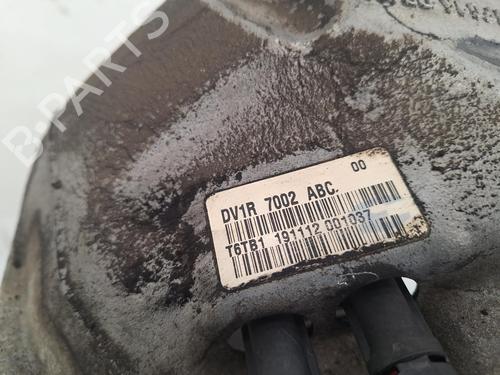 B-PARTS
DV1R 7002 ABC. 00
T6TB1 191112 001037